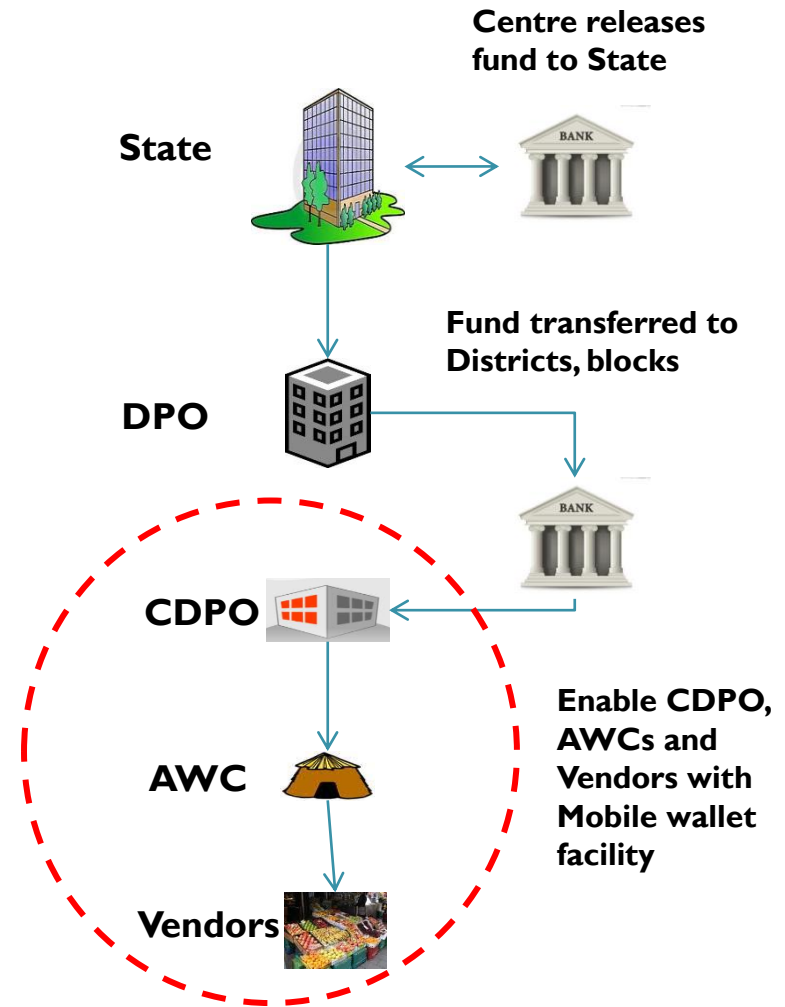 Centre releases
fund to State
BANK
State
Fund transferred to
Districts, blocks
DPO
BANK
CDPO
Enable CDPO,
AWCs and
Vendors with
Mobile wallet
facility
AWC
Vendors